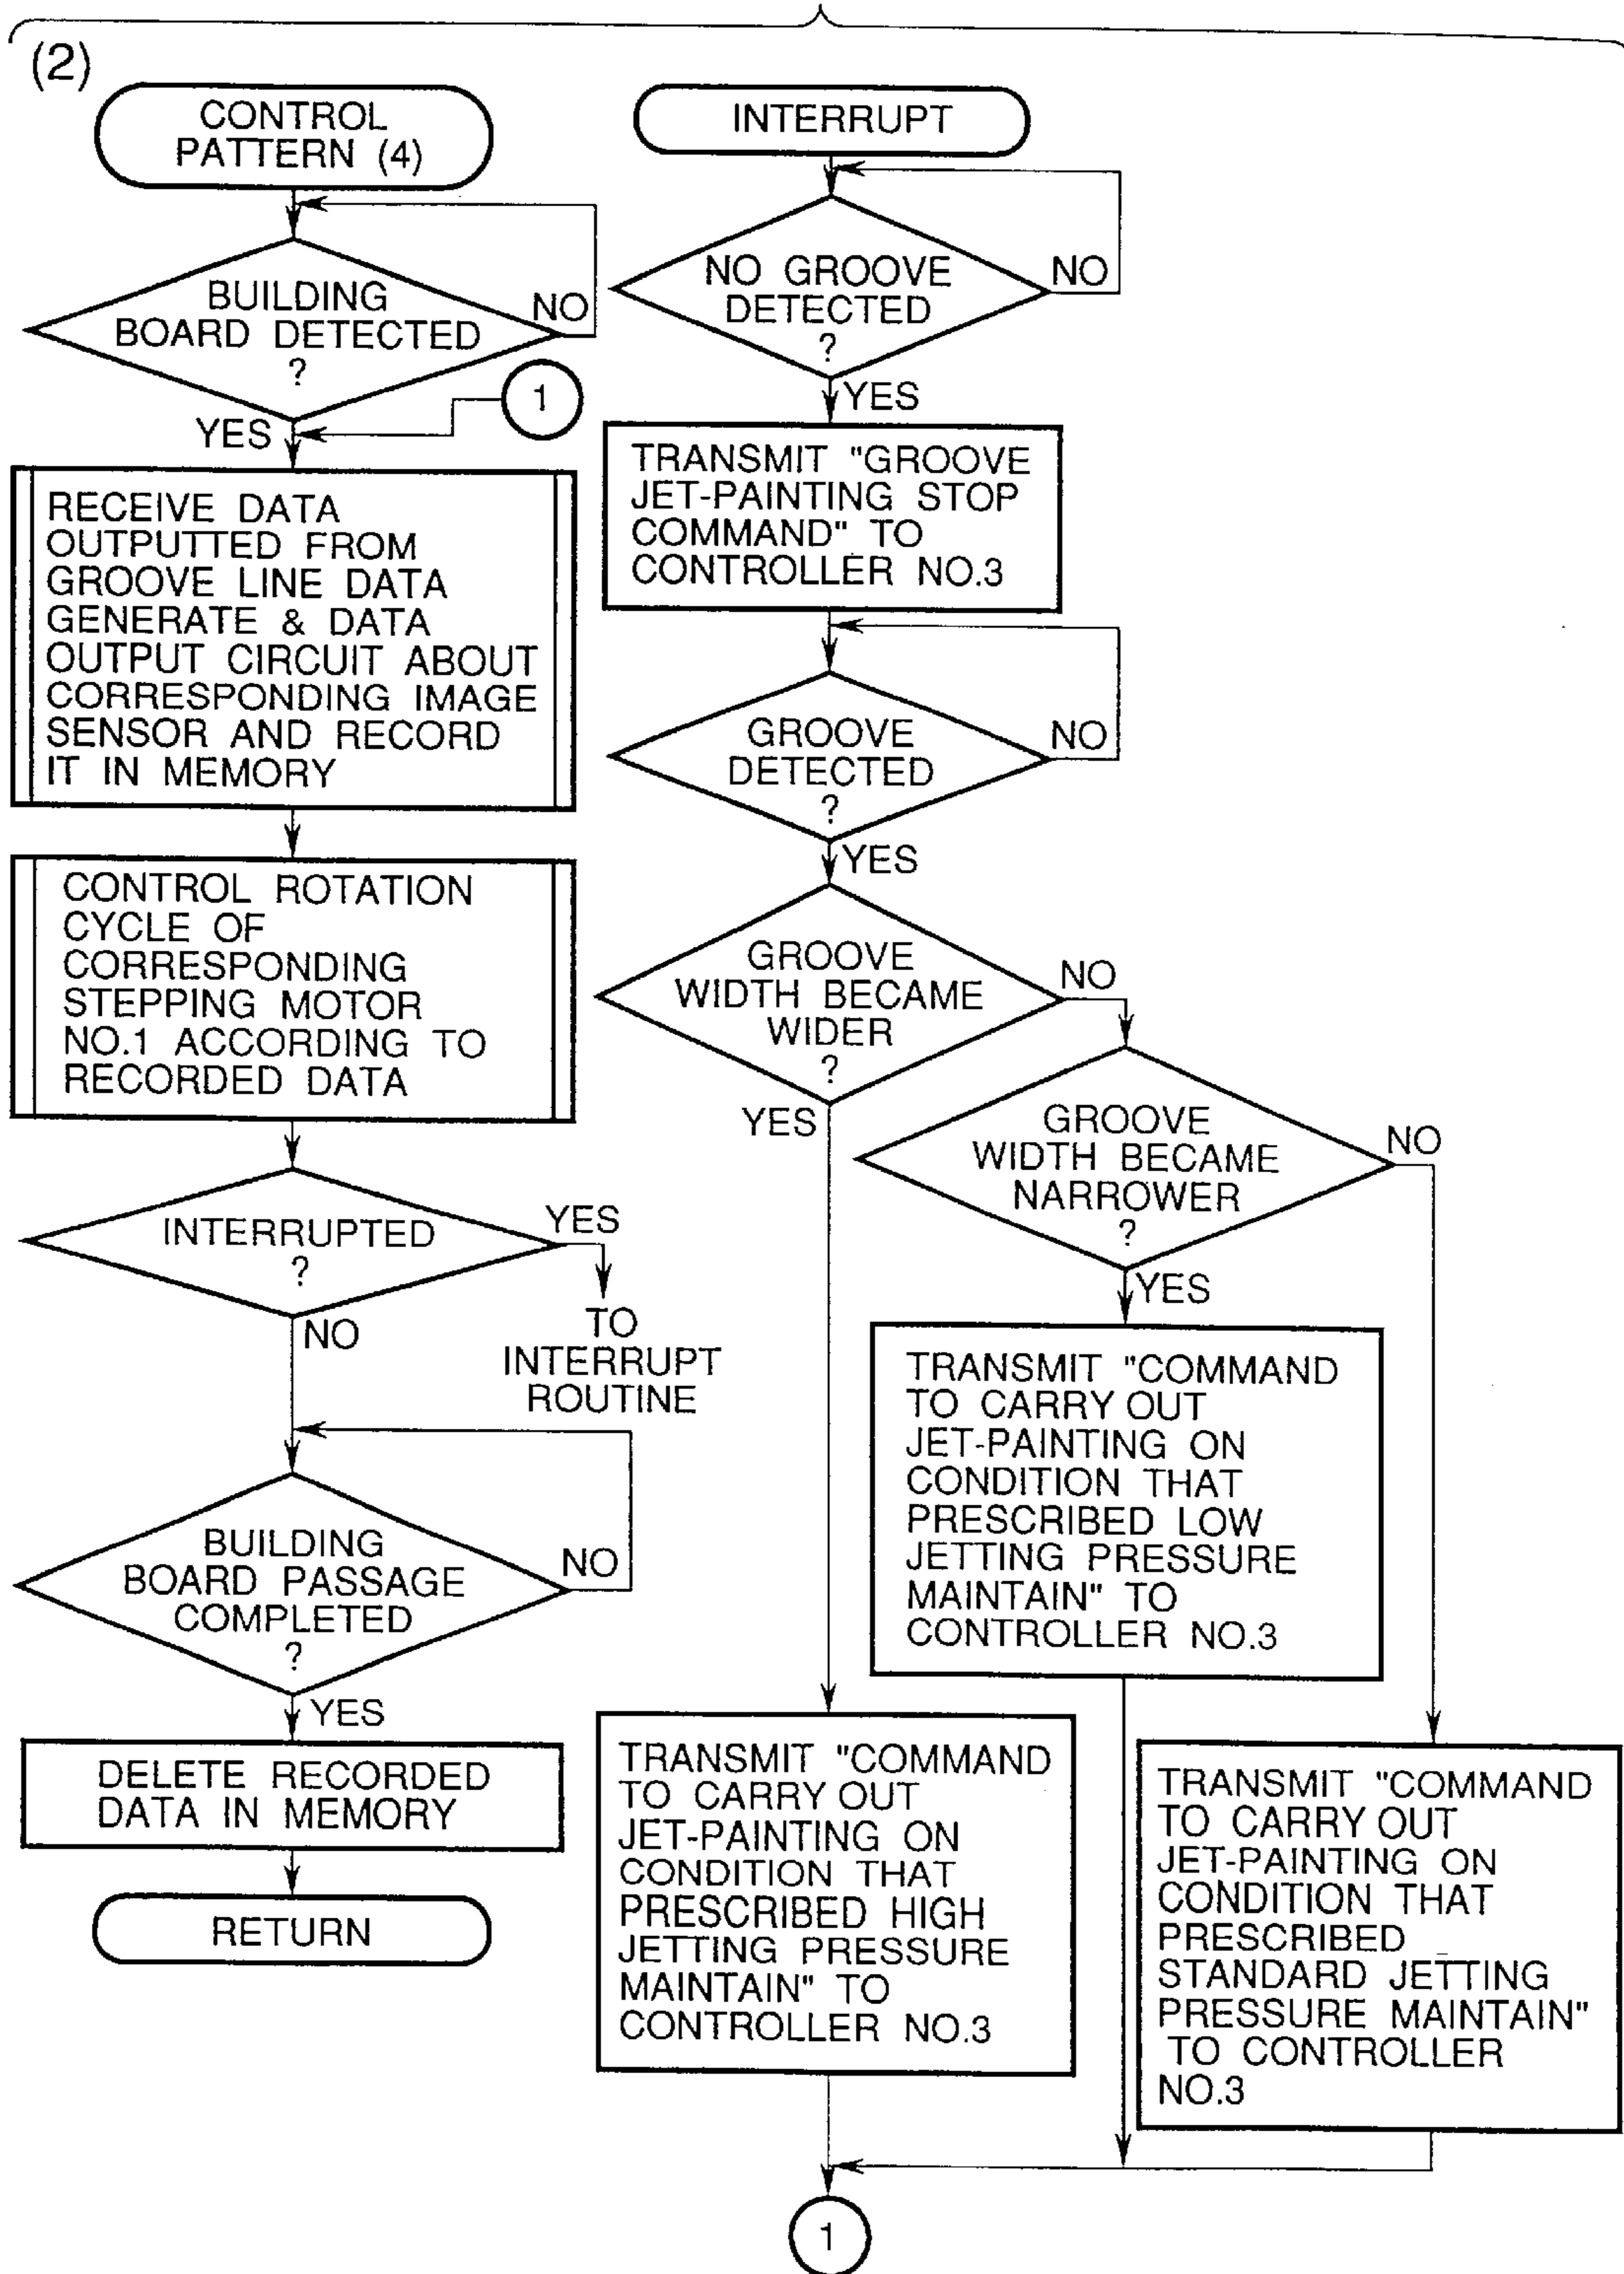 (2)
CONTROL
PATTERN (4)
BUILDING
BOARD DETECTED
?
NO
YES
1
RECEIVE DATA
OUTPUTTED FROM
GROOVE LINE DATA
GENERATE & DATA
OUTPUT CIRCUIT ABOUT
CORRESPONDING IMAGE
SENSOR AND RECORD
IT IN MEMORY
CONTROL ROTATION
CYCLE OF
CORRESPONDING
STEPPING MOTOR
NO.1 ACCORDING TO
RECORDED DATA
INTERRUPTED
?
YES
TO
INTERRUPT
ROUTINE
NO
BUILDING
BOARD PASSAGE
COMPLETED
?
NO
YES
DELETE RECORDED
DATA IN MEMORY
RETURN
INTERRUPT
NO GROOVE
DETECTED
?
NO
YES
TRANSMIT "GROOVE
JET-PAINTING STOP
COMMAND" TO
CONTROLLER NO.3
GROOVE
DETECTED
?
NO
YES
GROOVE
WIDTH BECAME
WIDER
?
NO
YES
GROOVE
WIDTH BECAME
NARROWER
?
NO
YES
TRANSMIT "COMMAND
TO CARRY OUT
JET-PAINTING ON
CONDITION THAT
PRESCRIBED LOW
JETTING PRESSURE
MAINTAIN" TO
CONTROLLER NO.3
TRANSMIT "COMMAND
TO CARRY OUT
JET-PAINTING ON
CONDITION THAT
PRESCRIBED HIGH
JETTING PRESSURE
MAINTAIN" TO
CONTROLLER NO.3
TRANSMIT "COMMAND
TO CARRY OUT
JET-PAINTING ON
CONDITION THAT
PRESCRIBED
STANDARD JETTING
PRESSURE MAINTAIN"
TO CONTROLLER
NO.3
1